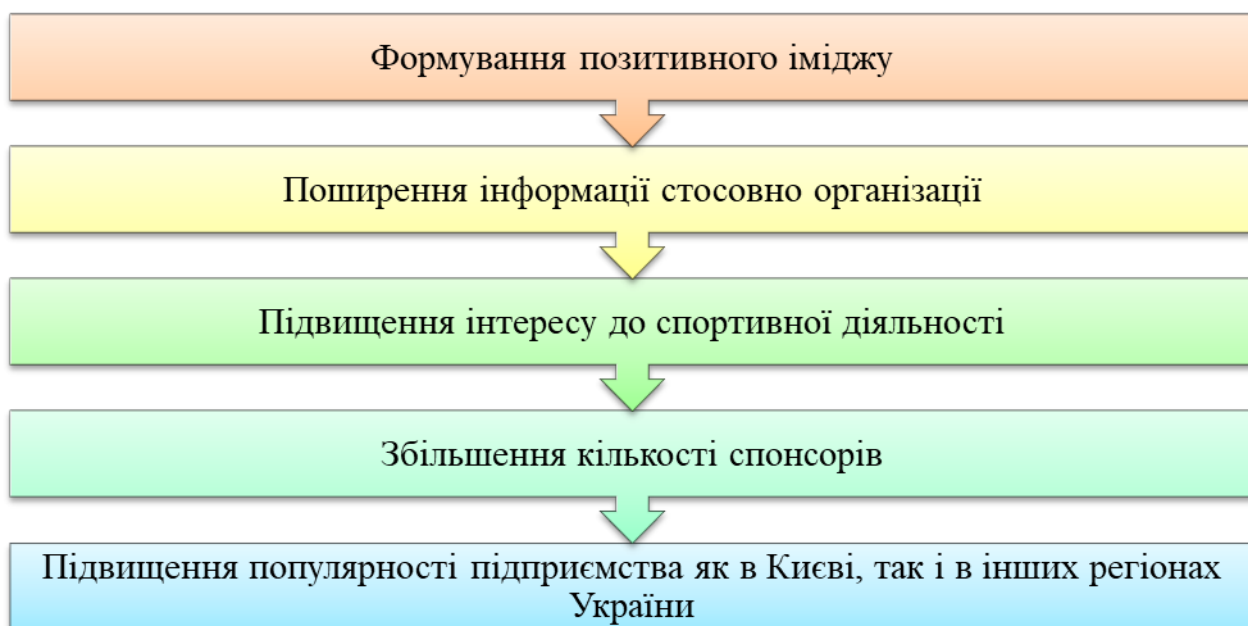 Формування позитивного іміджу
Поширення інформації стосовно організації
Підвищення інтересу до спортивної діяльності
Збільшення кількості спонсорів
Підвищення популярності підприємства як в Києві, так і в інших регіонах
України